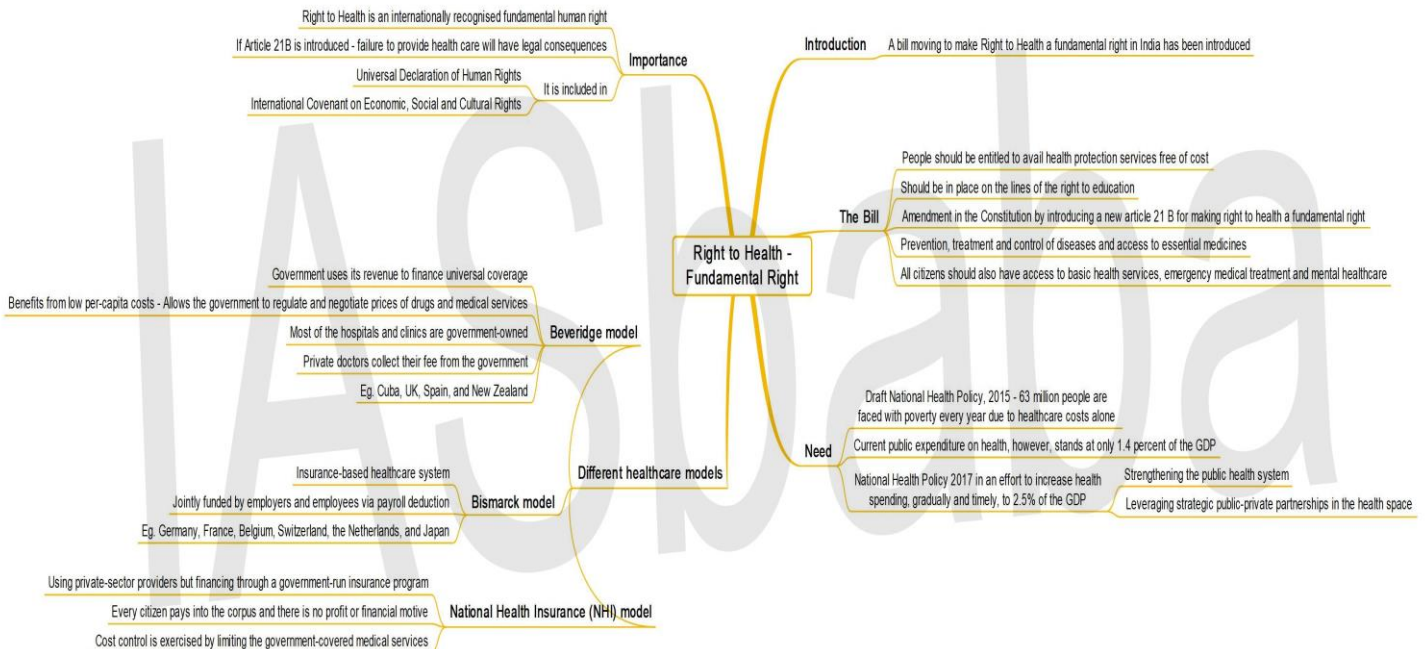 Right to Health -
Fundamental Right
Introduction
A bill moving to make Right to Health a fundamental right in India has been introduced
The Bill
People should be entitled to avail health protection services free of cost
Should be in place on the lines of the right to education
Amendment in the Constitution by introducing a new article 21 B for making right to health a fundamental right
Prevention, treatment and control of diseases and access to essential medicines
All citizens should also have access to basic health services, emergency medical treatment and mental healthcare
Need
Draft National Health Policy, 2015 - 63 million people are
faced with poverty every year due to healthcare costs alone
Current public expenditure on health, however, stands at only 1.4 percent of the GDP
National Health Policy 2017 in an effort to increase health
spending, gradually and timely, to 2.5% of the GDP
Strengthening the public health system
Leveraging strategic public-private partnerships in the health space
Importance
Right to Health is an internationally recognised fundamental human right
If Article 21B is introduced - failure to provide health care will have legal consequences
It is included in
Universal Declaration of Human Rights
International Covenant on Economic, Social and Cultural Rights
Different healthcare models
Beveridge model
Government uses its revenue to finance universal coverage
Benefits from low per-capita costs - Allows the government to regulate and negotiate prices of drugs and medical services
Most of the hospitals and clinics are government-owned
Private doctors collect their fee from the government
Eg. Cuba, UK, Spain, and New Zealand
Bismarck model
Insurance-based healthcare system
Jointly funded by employers and employees via payroll deduction
Eg. Germany, France, Belgium, Switzerland, the Netherlands, and Japan
National Health Insurance (NHI) model
Using private-sector providers but financing through a government-run insurance program
Every citizen pays into the corpus and there is no profit or financial motive
Cost control is exercised by limiting the government-covered medical services
IASbaba